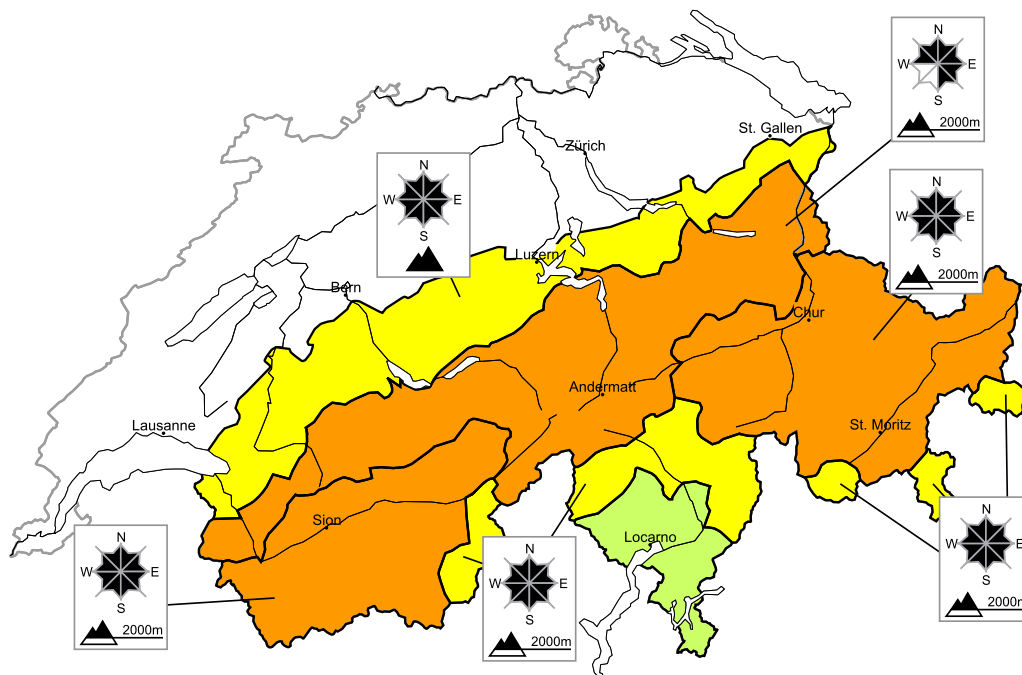 N
W E
S
2000m
St. Gallen
Zürich
N
W E
S
N
W E
S
2000m
Luzern
Bern
Chur
Andermatt
St. Moritz
Lausanne
Sion
Locarno
N
W E
S
2000m
N
W E
S
2000m
N
W E
S
2000m